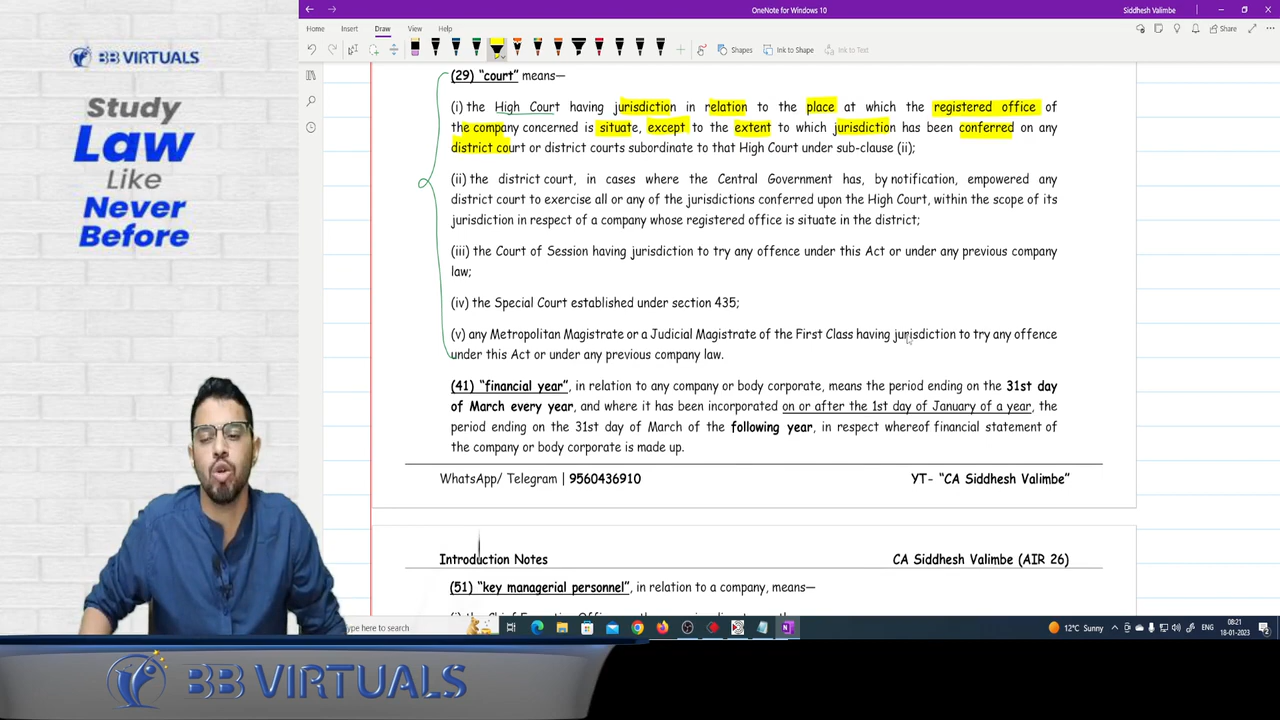 OneNote for Windows 10
Siddhesh Valimbe
Home Insert Draw View Help
Share
Shapes Ink to Shape Ink to Text
BB VIRTUALS
Study
Law
Like
Never
Before
(29) “court” means—
(i) the High Court having jurisdiction in relation to the place at which the registered office of
the company concerned is situate, except to the extent to which jurisdiction has been conferred on any
district court or district courts subordinate to that High Court under sub-clause (ii);
(ii) the district court, in cases where the Central Government has, by notification, empowered any
district court to exercise all or any of the jurisdictions conferred upon the High Court, within the scope of its
jurisdiction in respect of a company whose registered office is situate in the district;
(iii) the Court of Session having jurisdiction to try any offence under this Act or under any previous company
law;
(iv) the Special Court established under section 435;
(v) any Metropolitan Magistrate or a Judicial Magistrate of the First Class having jurisdiction to try any offence
under this Act or under any previous company law.
(41) “financial year”, in relation to any company or body corporate, means the period ending on the 31st day
of March every year, and where it has been incorporated on or after the 1st day of January of a year, the
period ending on the 31st day of March of the following year, in respect whereof financial statement of
the company or body corporate is made up.
WhatsApp/ Telegram | 9560436910 YT- “CA Siddhesh Valimbe”
Introduction Notes CA Siddhesh Valimbe (AIR 26)
(51) “key managerial personnel”, in relation to a company, means—
here to search
12°C Sunny
ENG
08:21
18-01-2023
BB VIRTUALS